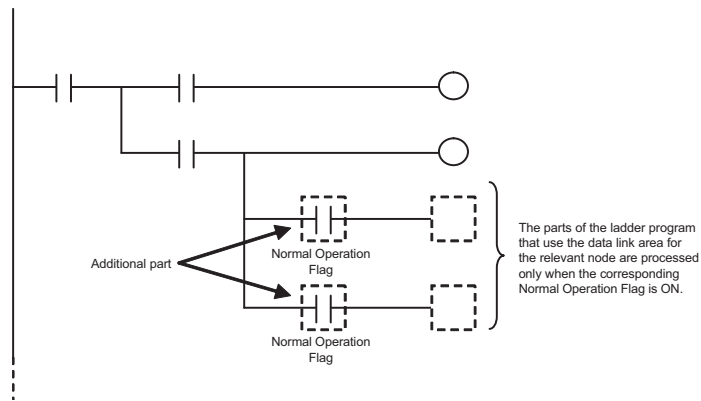 Additional part
Normal Operation
Flag
Normal Operation
Flag
The parts of the ladder program
that use the data link area for
the relevant node are processed
only when the corresponding
Normal Operation Flag is ON.